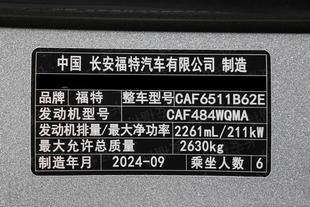 中国 长安福特汽车有限公司 制造
品牌 福特 整车型号 CAF6511B62E
发动机型号 CAF484WQMA
发动机排量/最大净功率 2261mL/211kW
最大允许总质量 2630kg
制造年月 2024-09 乘坐人数 6